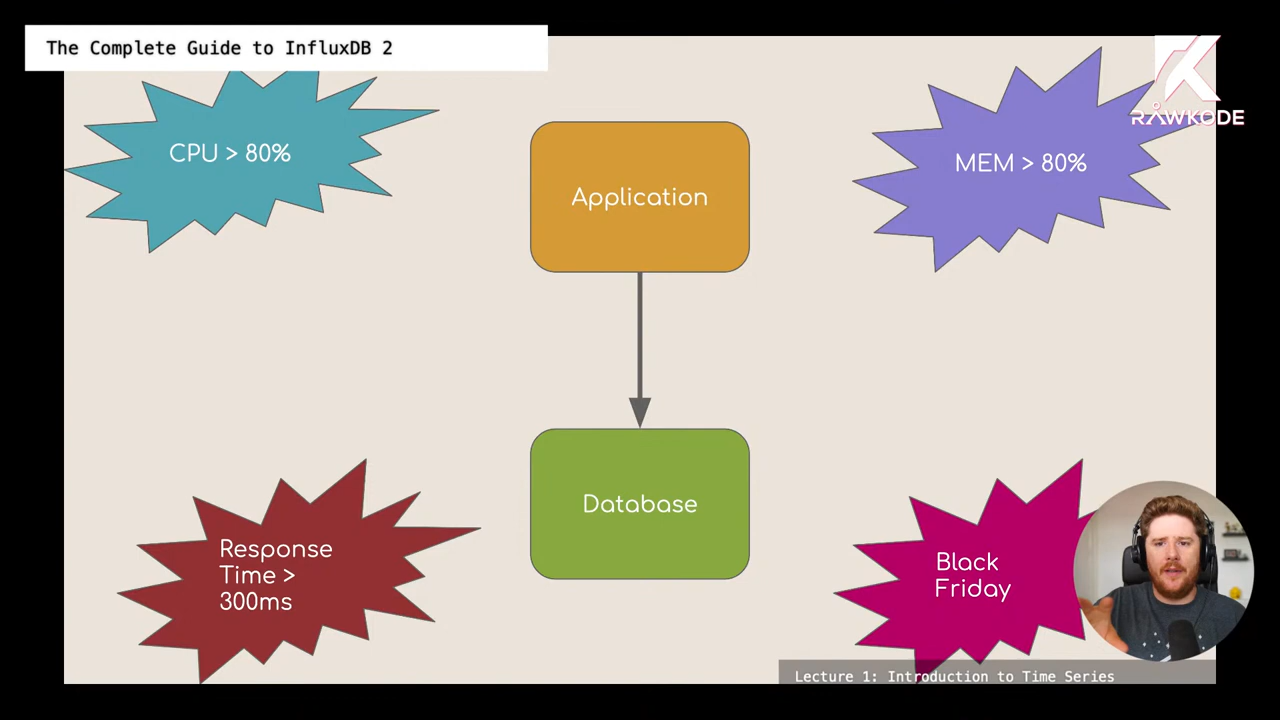 The Complete Guide to InfluxDB 2
RAWKODE
CPU > 80%
MEM > 80%
Application
Database
Response
Time >
300ms
Black
Friday
Lecture 1: Introduction to Time Series